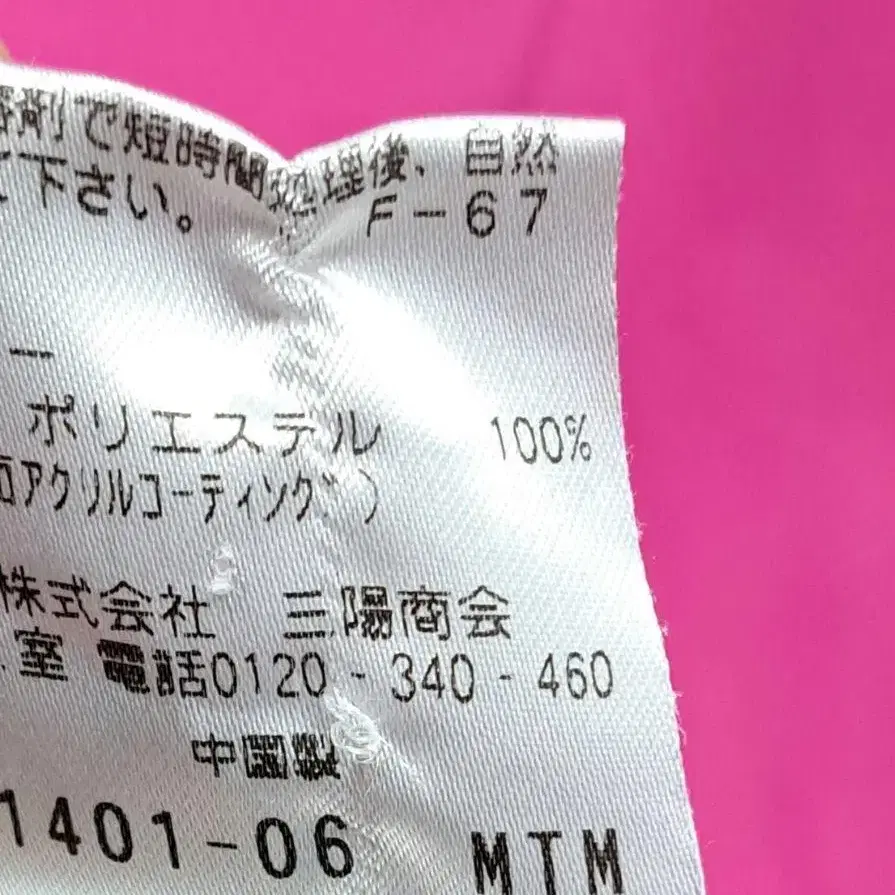 剤で短時間処理後、自然
下さい。 F-67
ー
ポリエステル 100%
アクリルコーティング)
株式会社 三陽商会
室 電話0120-340-460
中国製
1401-06 MTM